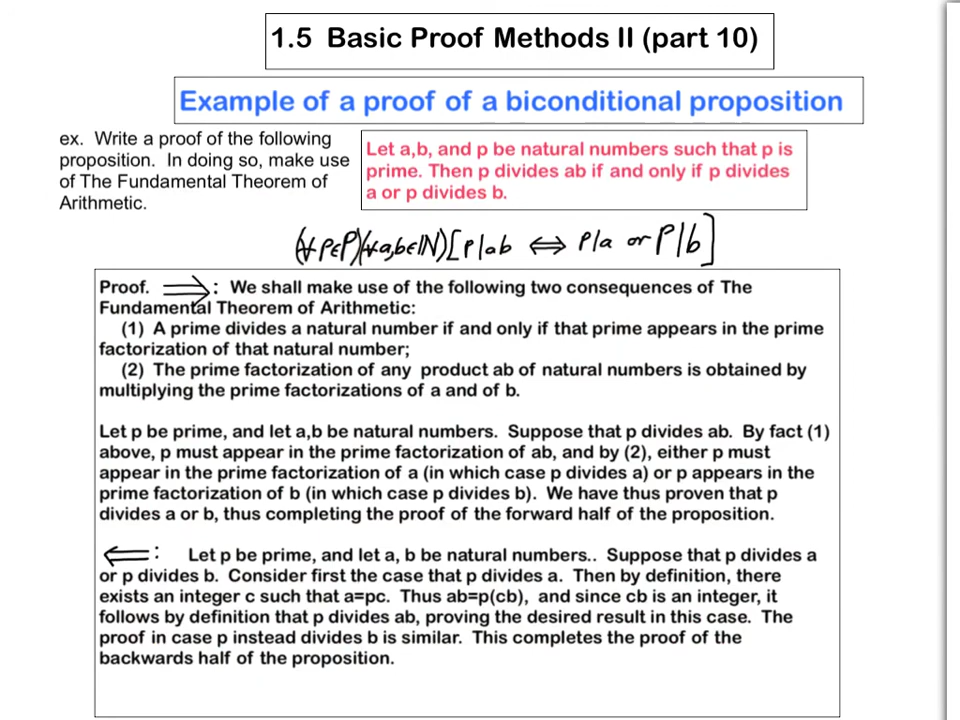 1.5 Basic Proof Methods II (part 10)
Example of a proof of a biconditional proposition
ex. Write a proof of the following
proposition. In doing so, make use
of The Fundamental Theorem of
Arithmetic.
Let a,b, and p be natural numbers such that p is
prime. Then p divides ab if and only if p divides
a or p divides b.
(∀p∈P)(∀a,b∈ℕ)[p|ab ⇔ p|a or p|b]
Proof. ⟹: We shall make use of the following two consequences of The
Fundamental Theorem of Arithmetic:
(1) A prime divides a natural number if and only if that prime appears in the prime
factorization of that natural number;
(2) The prime factorization of any product ab of natural numbers is obtained by
multiplying the prime factorizations of a and of b.
Let p be prime, and let a,b be natural numbers. Suppose that p divides ab. By fact (1)
above, p must appear in the prime factorization of ab, and by (2), either p must
appear in the prime factorization of a (in which case p divides a) or p appears in the
prime factorization of b (in which case p divides b). We have thus proven that p
divides a or b, thus completing the proof of the forward half of the proposition.
⟸: Let p be prime, and let a, b be natural numbers.. Suppose that p divides a
or p divides b. Consider first the case that p divides a. Then by definition, there
exists an integer c such that a=pc. Thus ab=p(cb), and since cb is an integer, it
follows by definition that p divides ab, proving the desired result in this case. The
proof in case p instead divides b is similar. This completes the proof of the
backwards half of the proposition.